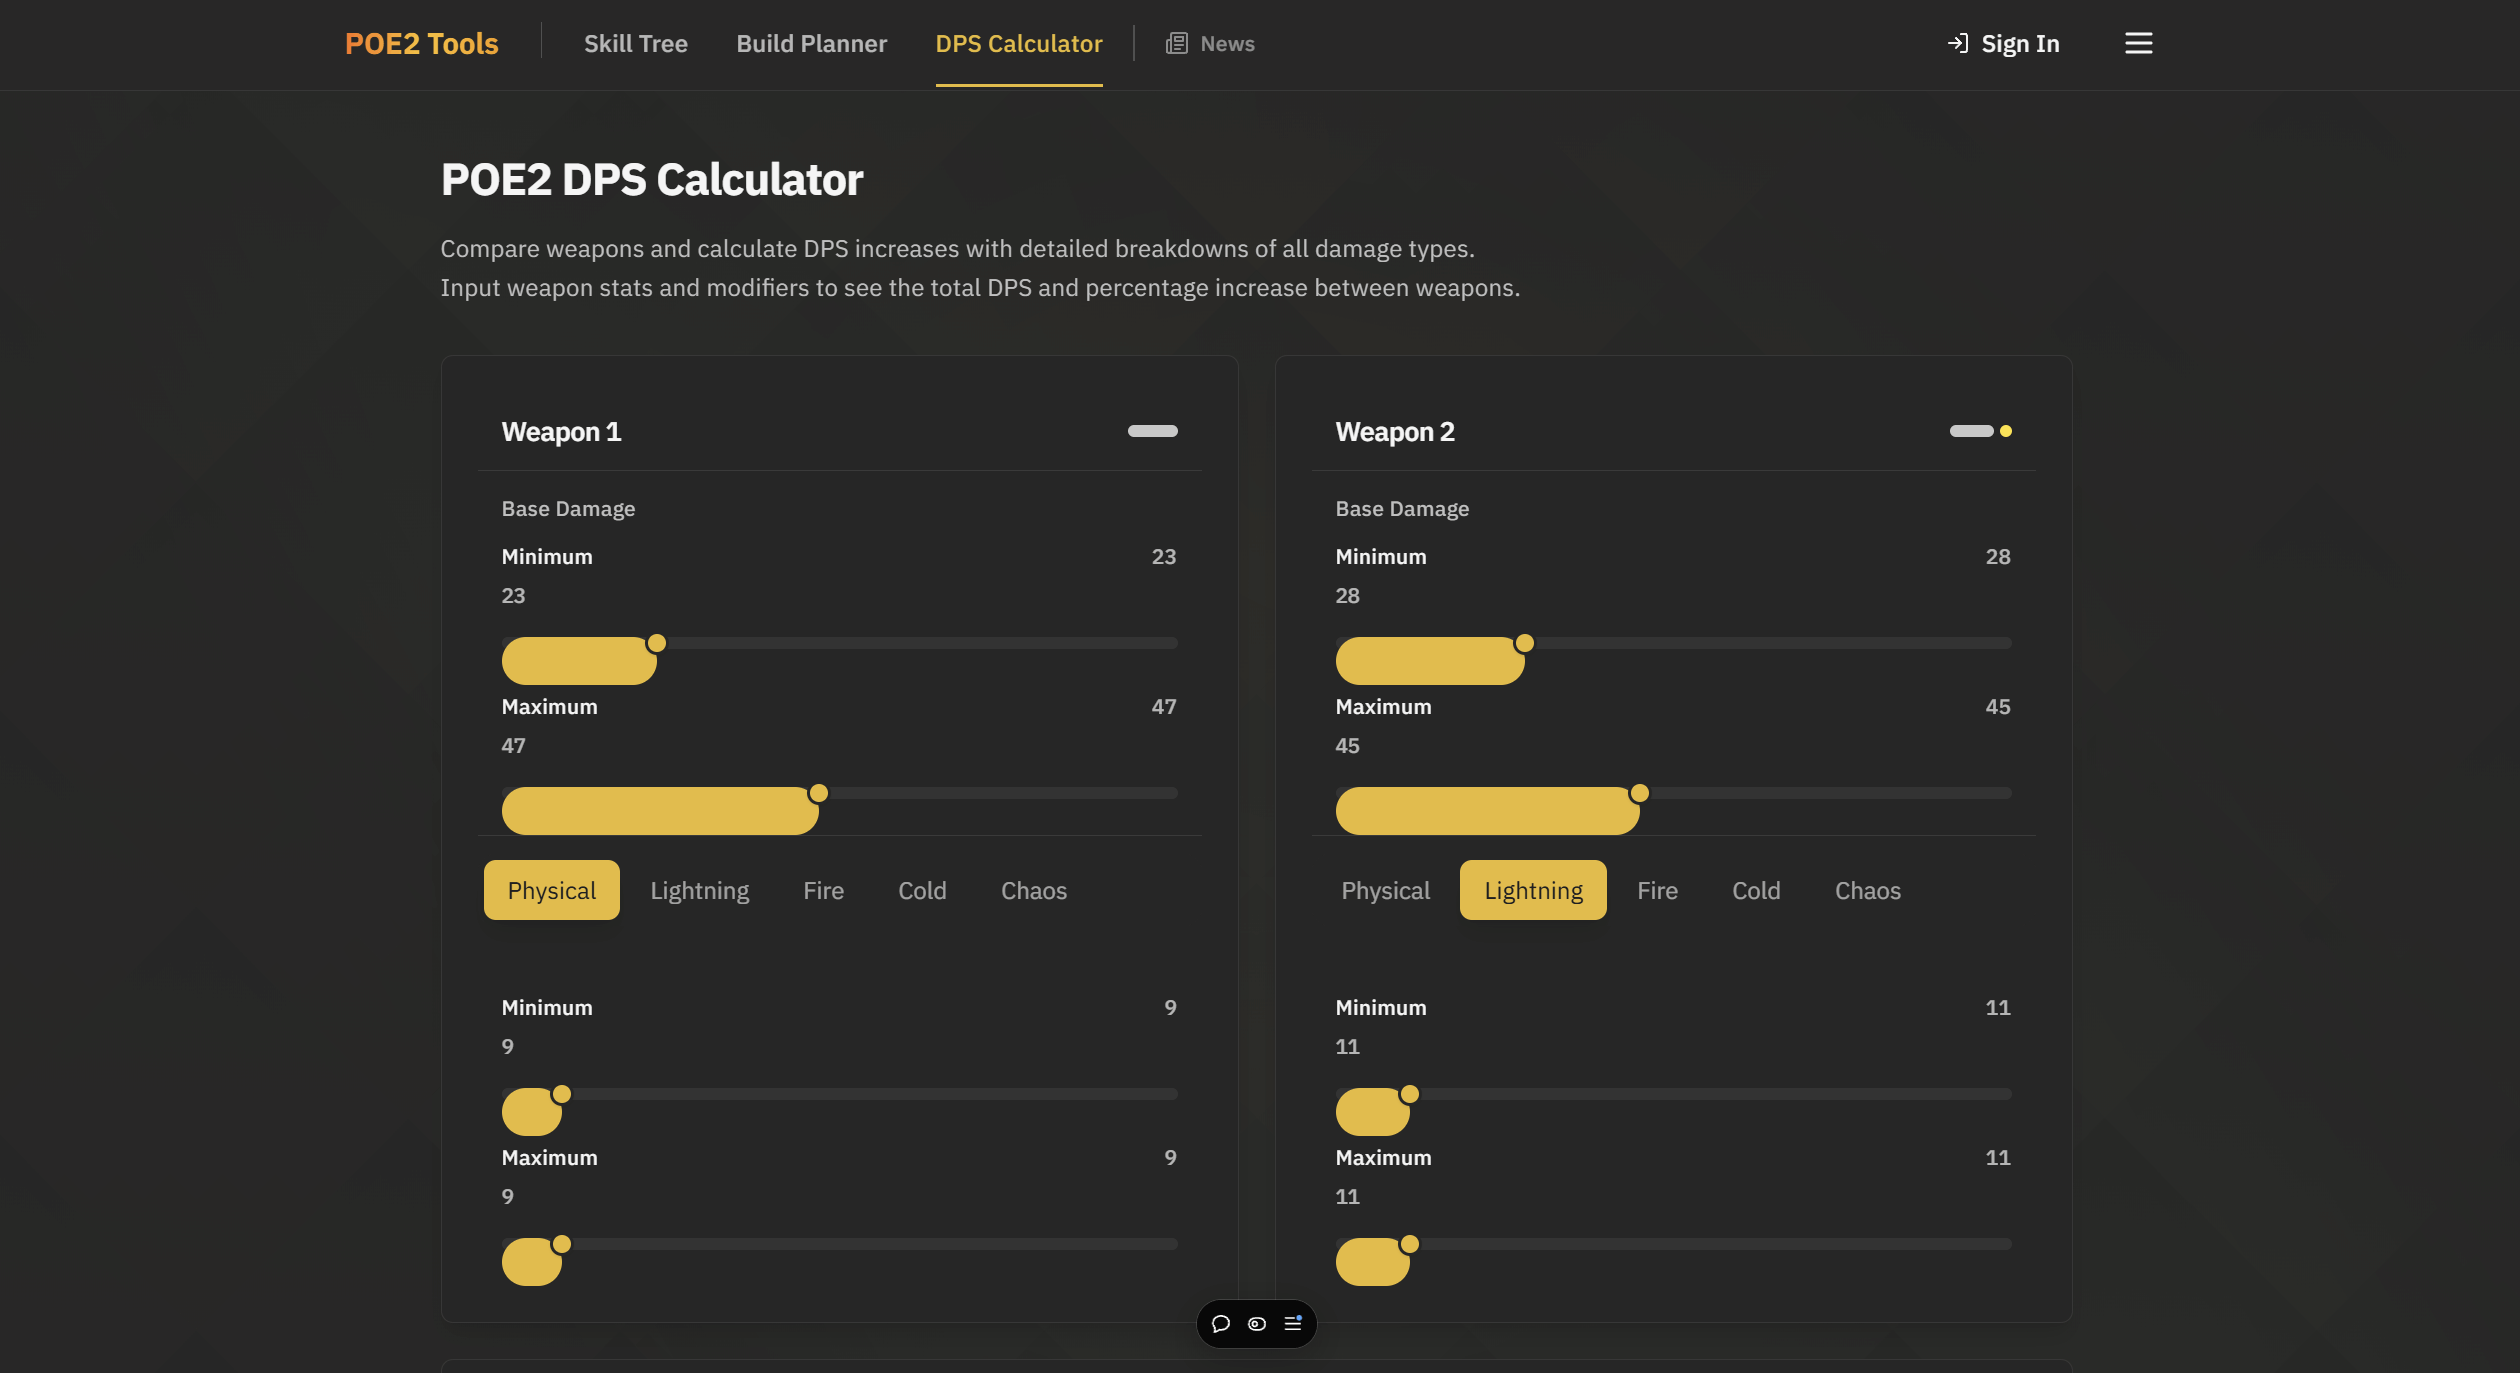 POE2 Tools
Skill Tree
Build Planner
DPS Calculator
News
Sign In
POE2 DPS Calculator
Compare weapons and calculate DPS increases with detailed breakdowns of all damage types.
Input weapon stats and modifiers to see the total DPS and percentage increase between weapons.
Weapon 1
Base Damage
Minimum 23
23
Maximum 47
47
Physical Lightning Fire Cold Chaos
Minimum 9
9
Maximum 9
9
Weapon 2
Base Damage
Minimum 28
28
Maximum 45
45
Physical Lightning Fire Cold Chaos
Minimum 11
11
Maximum 11
11